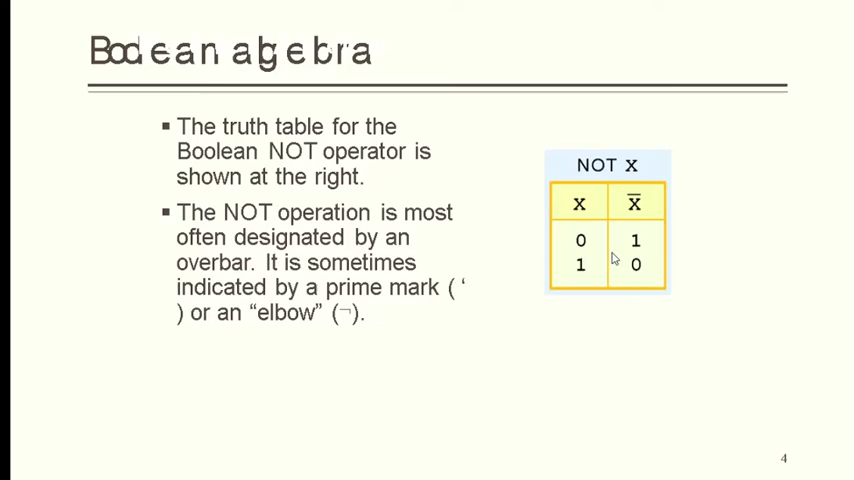 Boolean algebra
▪ The truth table for the
Boolean NOT operator is
shown at the right.
▪ The NOT operation is most
often designated by an
overbar. It is sometimes
indicated by a prime mark ( ‘
) or an “elbow” (¬).
NOT X
X X̅
0 1
1 0
4